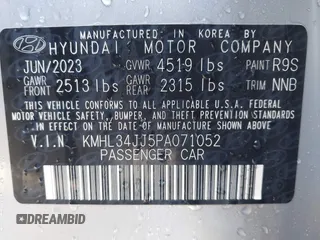 MANUFACTURED IN KOREA BY
HYUNDAI MOTOR COMPANY
JUN/2023 GVWR 4519 lbs PAINT R9S
GAWR FRONT 2513 lbs GAWR REAR 2315 lbs TRIM NNB
THIS VEHICLE CONFORMS TO ALL APPLICABLE U.S. FEDERAL MOTOR
VEHICLE SAFETY, BUMPER, AND THEFT PREVENTION STANDARDS
IN EFFECT ON THE DATE OF MANUFACTURE SHOWN ABOVE.
V.I.N KMHL34JJ5PA071052
PASSENGER CAR
DREAMBID
DREAMBID